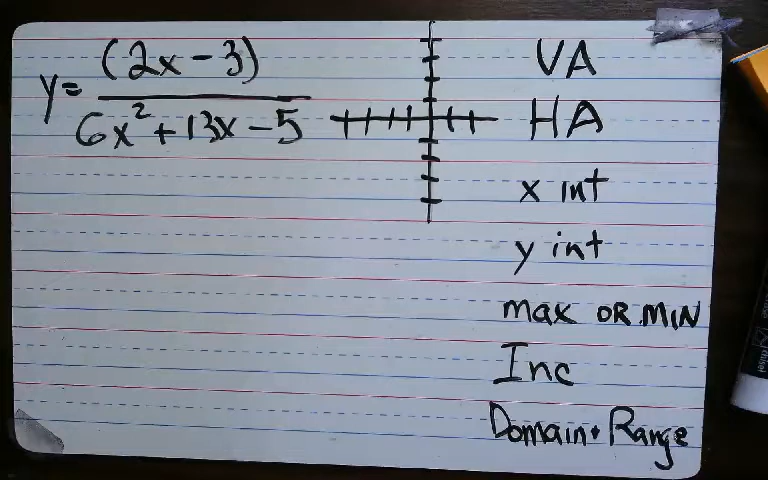 y = (2x - 3) / 6x² + 13x - 5
VA
HA
x int
y int
max OR MIN
Inc
Domain + Range